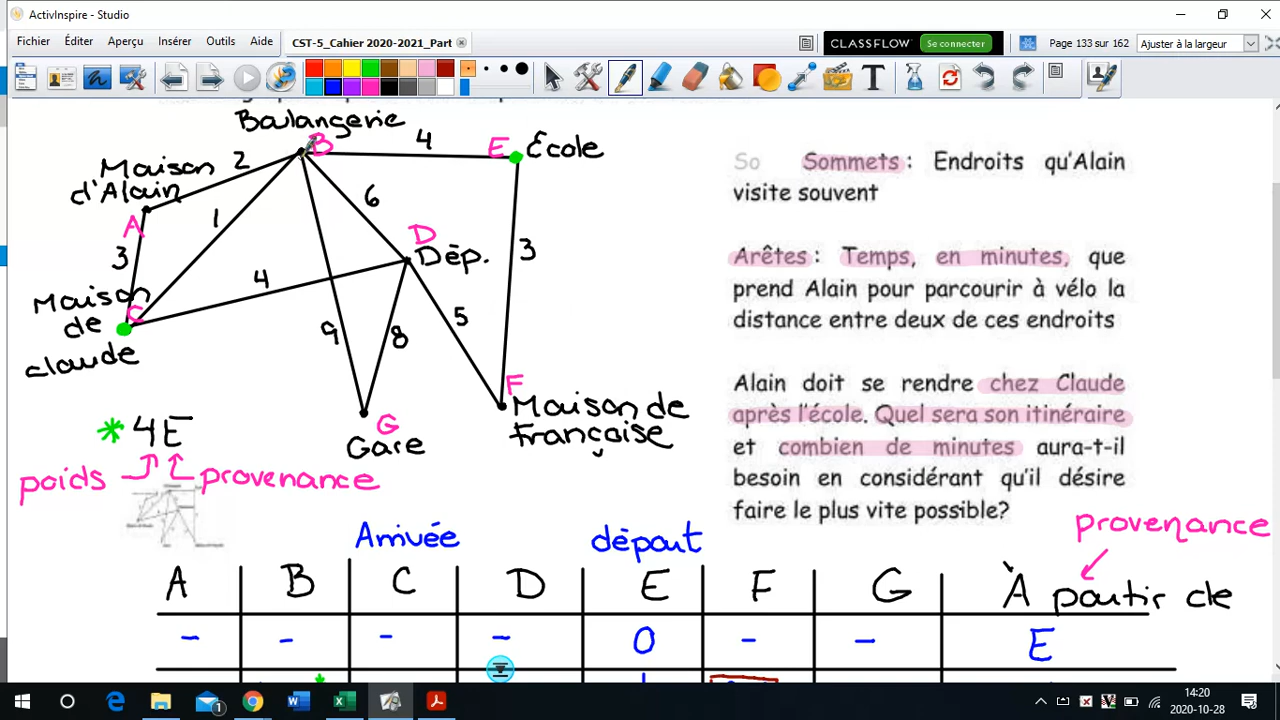 ActivInspire - Studio
Fichier Éditer Aperçu Insérer Outils Aide
CST-5_Cahier 2020-2021_Part
CLASSFLOW Se connecter
Page 133 sur 162
Ajuster à la largeur
Boulangerie
B
4
E
École
Maison
d'Alain
2
A
1
6
D
Dép.
3
3
4
Maison
de
claude
C
9
8
5
F
Maison de
Françoise
G
Gare
* 4E
poids
provenance
So Sommets : Endroits qu'Alain
visite souvent
Arêtes : Temps, en minutes, que
prend Alain pour parcourir à vélo la
distance entre deux de ces endroits
Alain doit se rendre chez Claude
après l'école. Quel sera son itinéraire
et combien de minutes aura-t-il
besoin en considérant qu'il désire
faire le plus vite possible?
provenance
Arrivée départ
A B C D E F G À partir de
- - - - 0 - - E
14:20
2020-10-28